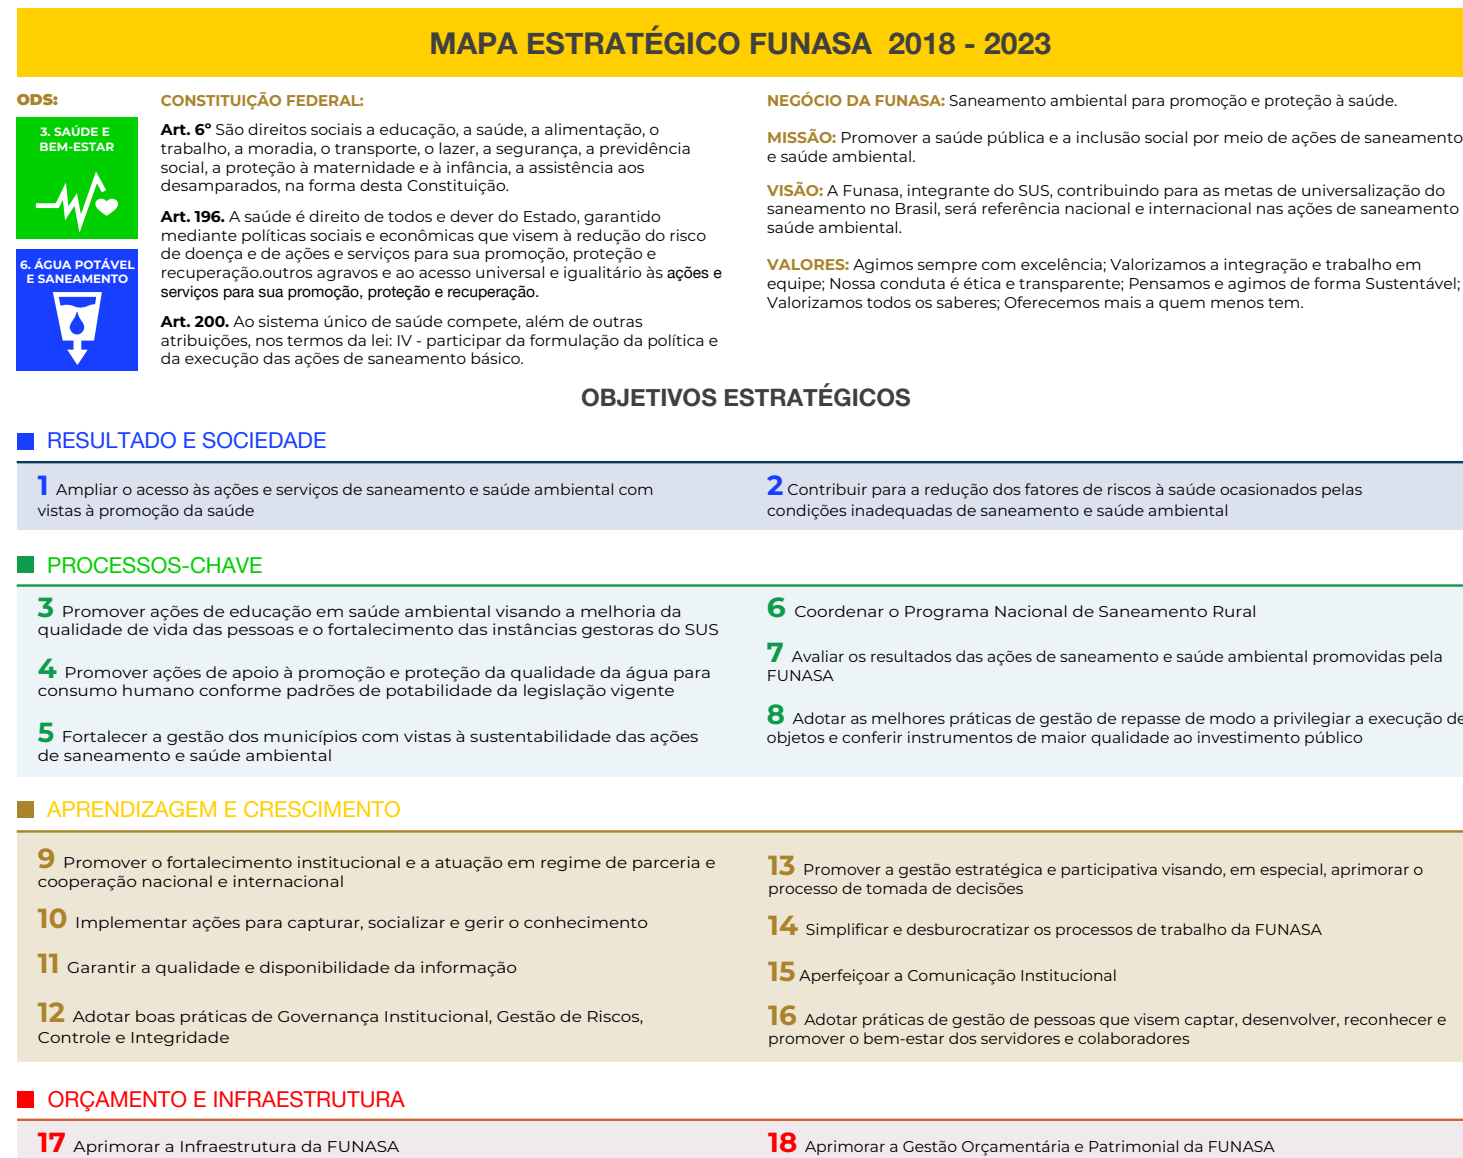 MAPA ESTRATÉGICO FUNASA 2018 - 2023
ODS:
3. SAÚDE E
BEM-ESTAR
6. ÁGUA POTÁVEL
E SANEAMENTO
CONSTITUIÇÃO FEDERAL:
Art. 6º São direitos sociais a educação, a saúde, a alimentação, o
trabalho, a moradia, o transporte, o lazer, a segurança, a previdência
social, a proteção à maternidade e à infância, a assistência aos
desamparados, na forma desta Constituição.
Art. 196. A saúde é direito de todos e dever do Estado, garantido
mediante políticas sociais e econômicas que visem à redução do risco
de doença e de ações e serviços para sua promoção, proteção e
recuperação.outros agravos e ao acesso universal e igualitário às ações e
serviços para sua promoção, proteção e recuperação.
Art. 200. Ao sistema único de saúde compete, além de outras
atribuições, nos termos da lei: IV - participar da formulação da política e
da execução das ações de saneamento básico.
NEGÓCIO DA FUNASA: Saneamento ambiental para promoção e proteção à saúde.
MISSÃO: Promover a saúde pública e a inclusão social por meio de ações de saneamento
e saúde ambiental.
VISÃO: A Funasa, integrante do SUS, contribuindo para as metas de universalização do
saneamento no Brasil, será referência nacional e internacional nas ações de saneamento
saúde ambiental.
VALORES: Agimos sempre com excelência; Valorizamos a integração e trabalho em
equipe; Nossa conduta é ética e transparente; Pensamos e agimos de forma Sustentável;
Valorizamos todos os saberes; Oferecemos mais a quem menos tem.
OBJETIVOS ESTRATÉGICOS
RESULTADO E SOCIEDADE
1 Ampliar o acesso às ações e serviços de saneamento e saúde ambiental com
vistas à promoção da saúde
2 Contribuir para a redução dos fatores de riscos à saúde ocasionados pelas
condições inadequadas de saneamento e saúde ambiental
PROCESSOS-CHAVE
3 Promover ações de educação em saúde ambiental visando a melhoria da
qualidade de vida das pessoas e o fortalecimento das instâncias gestoras do SUS
4 Promover ações de apoio à promoção e proteção da qualidade da água para
consumo humano conforme padrões de potabilidade da legislação vigente
5 Fortalecer a gestão dos municípios com vistas à sustentabilidade das ações
de saneamento e saúde ambiental
6 Coordenar o Programa Nacional de Saneamento Rural
7 Avaliar os resultados das ações de saneamento e saúde ambiental promovidas pela
FUNASA
8 Adotar as melhores práticas de gestão de repasse de modo a privilegiar a execução de
objetos e conferir instrumentos de maior qualidade ao investimento público
APRENDIZAGEM E CRESCIMENTO
9 Promover o fortalecimento institucional e a atuação em regime de parceria e
cooperação nacional e internacional
10 Implementar ações para capturar, socializar e gerir o conhecimento
11 Garantir a qualidade e disponibilidade da informação
12 Adotar boas práticas de Governança Institucional, Gestão de Riscos,
Controle e Integridade
13 Promover a gestão estratégica e participativa visando, em especial, aprimorar o
processo de tomada de decisões
14 Simplificar e desburocratizar os processos de trabalho da FUNASA
15 Aperfeiçoar a Comunicação Institucional
16 Adotar práticas de gestão de pessoas que visem captar, desenvolver, reconhecer e
promover o bem-estar dos servidores e colaboradores
ORÇAMENTO E INFRAESTRUTURA
17 Aprimorar a Infraestrutura da FUNASA
18 Aprimorar a Gestão Orçamentária e Patrimonial da FUNASA